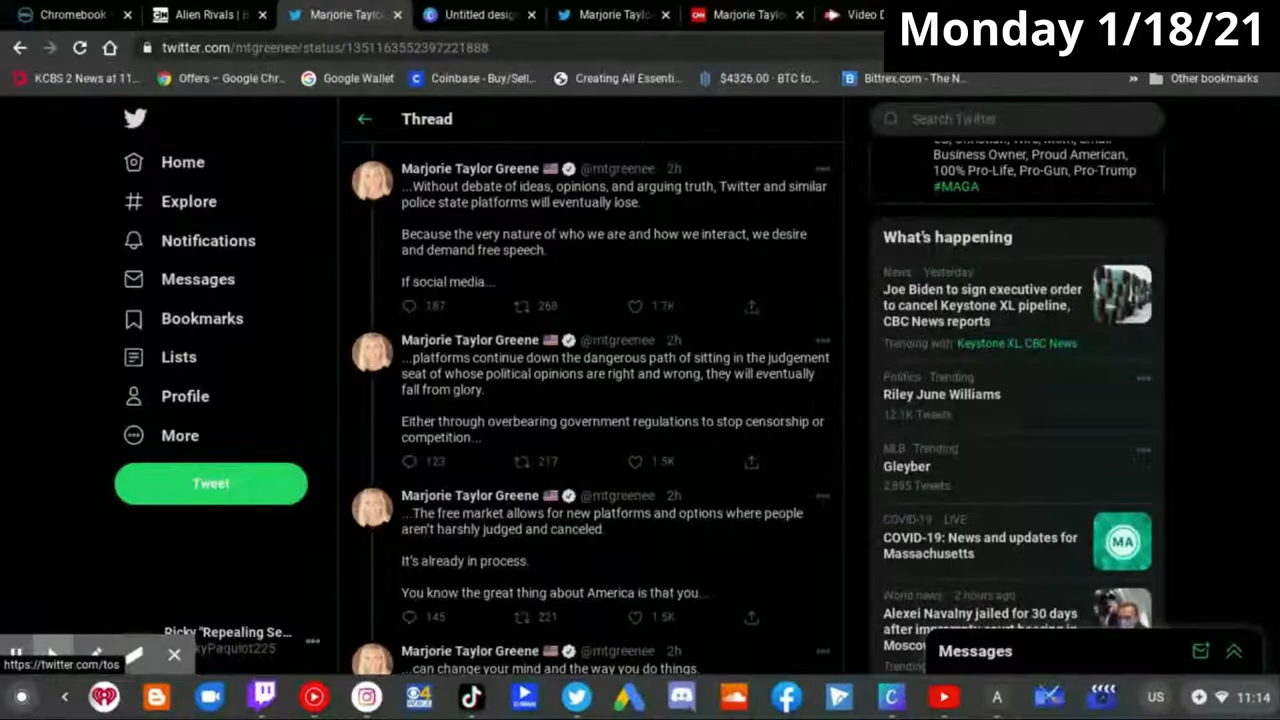 Chromebook
Alien Rivals | B
Marjorie Taylo
Untitled desig
Marjorie Taylo
Marjorie Taylo
Video D
Monday 1/18/21
twitter.com/mtgreenee/status/1351163552397221888
KCBS 2 News at 11...
Offers – Google Chr...
Google Wallet
Coinbase - Buy/Sell...
Creating All Essenti...
$4326.00 · BTC to...
Bittrex.com - The N...
»
Other bookmarks
Home
Explore
Notifications
Messages
Bookmarks
Lists
Profile
More
Tweet
Ricky "Repealing Se...
kyPaquiot225
https://twitter.com/tos
Thread
Marjorie Taylor Greene @mtgreenee 2h
...Without debate of ideas, opinions, and arguing truth, Twitter and similar
police state platforms will eventually lose.
Because the very nature of who we are and how we interact, we desire
and demand free speech.
If social media...
187 268 1.7K
Marjorie Taylor Greene @mtgreenee 2h
...platforms continue down the dangerous path of sitting in the judgement
seat of whose political opinions are right and wrong, they will eventually
fall from glory.
Either through overbearing government regulations to stop censorship or
competition...
123 217 1.5K
Marjorie Taylor Greene @mtgreenee 2h
...The free market allows for new platforms and options where people
aren't harshly judged and canceled.
It's already in process.
You know the great thing about America is that you...
145 221 1.5K
Marjorie Taylor Greene @mtgreenee 2h
...can change your mind and the way you do things.
Search Twitter
Business Owner, Proud American,
100% Pro-Life, Pro-Gun, Pro-Trump
#MAGA
What's happening
News · Yesterday
Joe Biden to sign executive order
to cancel Keystone XL pipeline,
CBC News reports
Trending with Keystone XL, CBC News
Politics · Trending
Riley June Williams
12.1K Tweets
MLB · Trending
Gleyber
2,895 Tweets
COVID-19 · LIVE
COVID-19: News and updates for
Massachusetts
MA
World news · 2 hours ago
Alexei Navalny jailed for 30 days
after impromptu court hearing in
Moscow
Trending
Messages
US
11:14